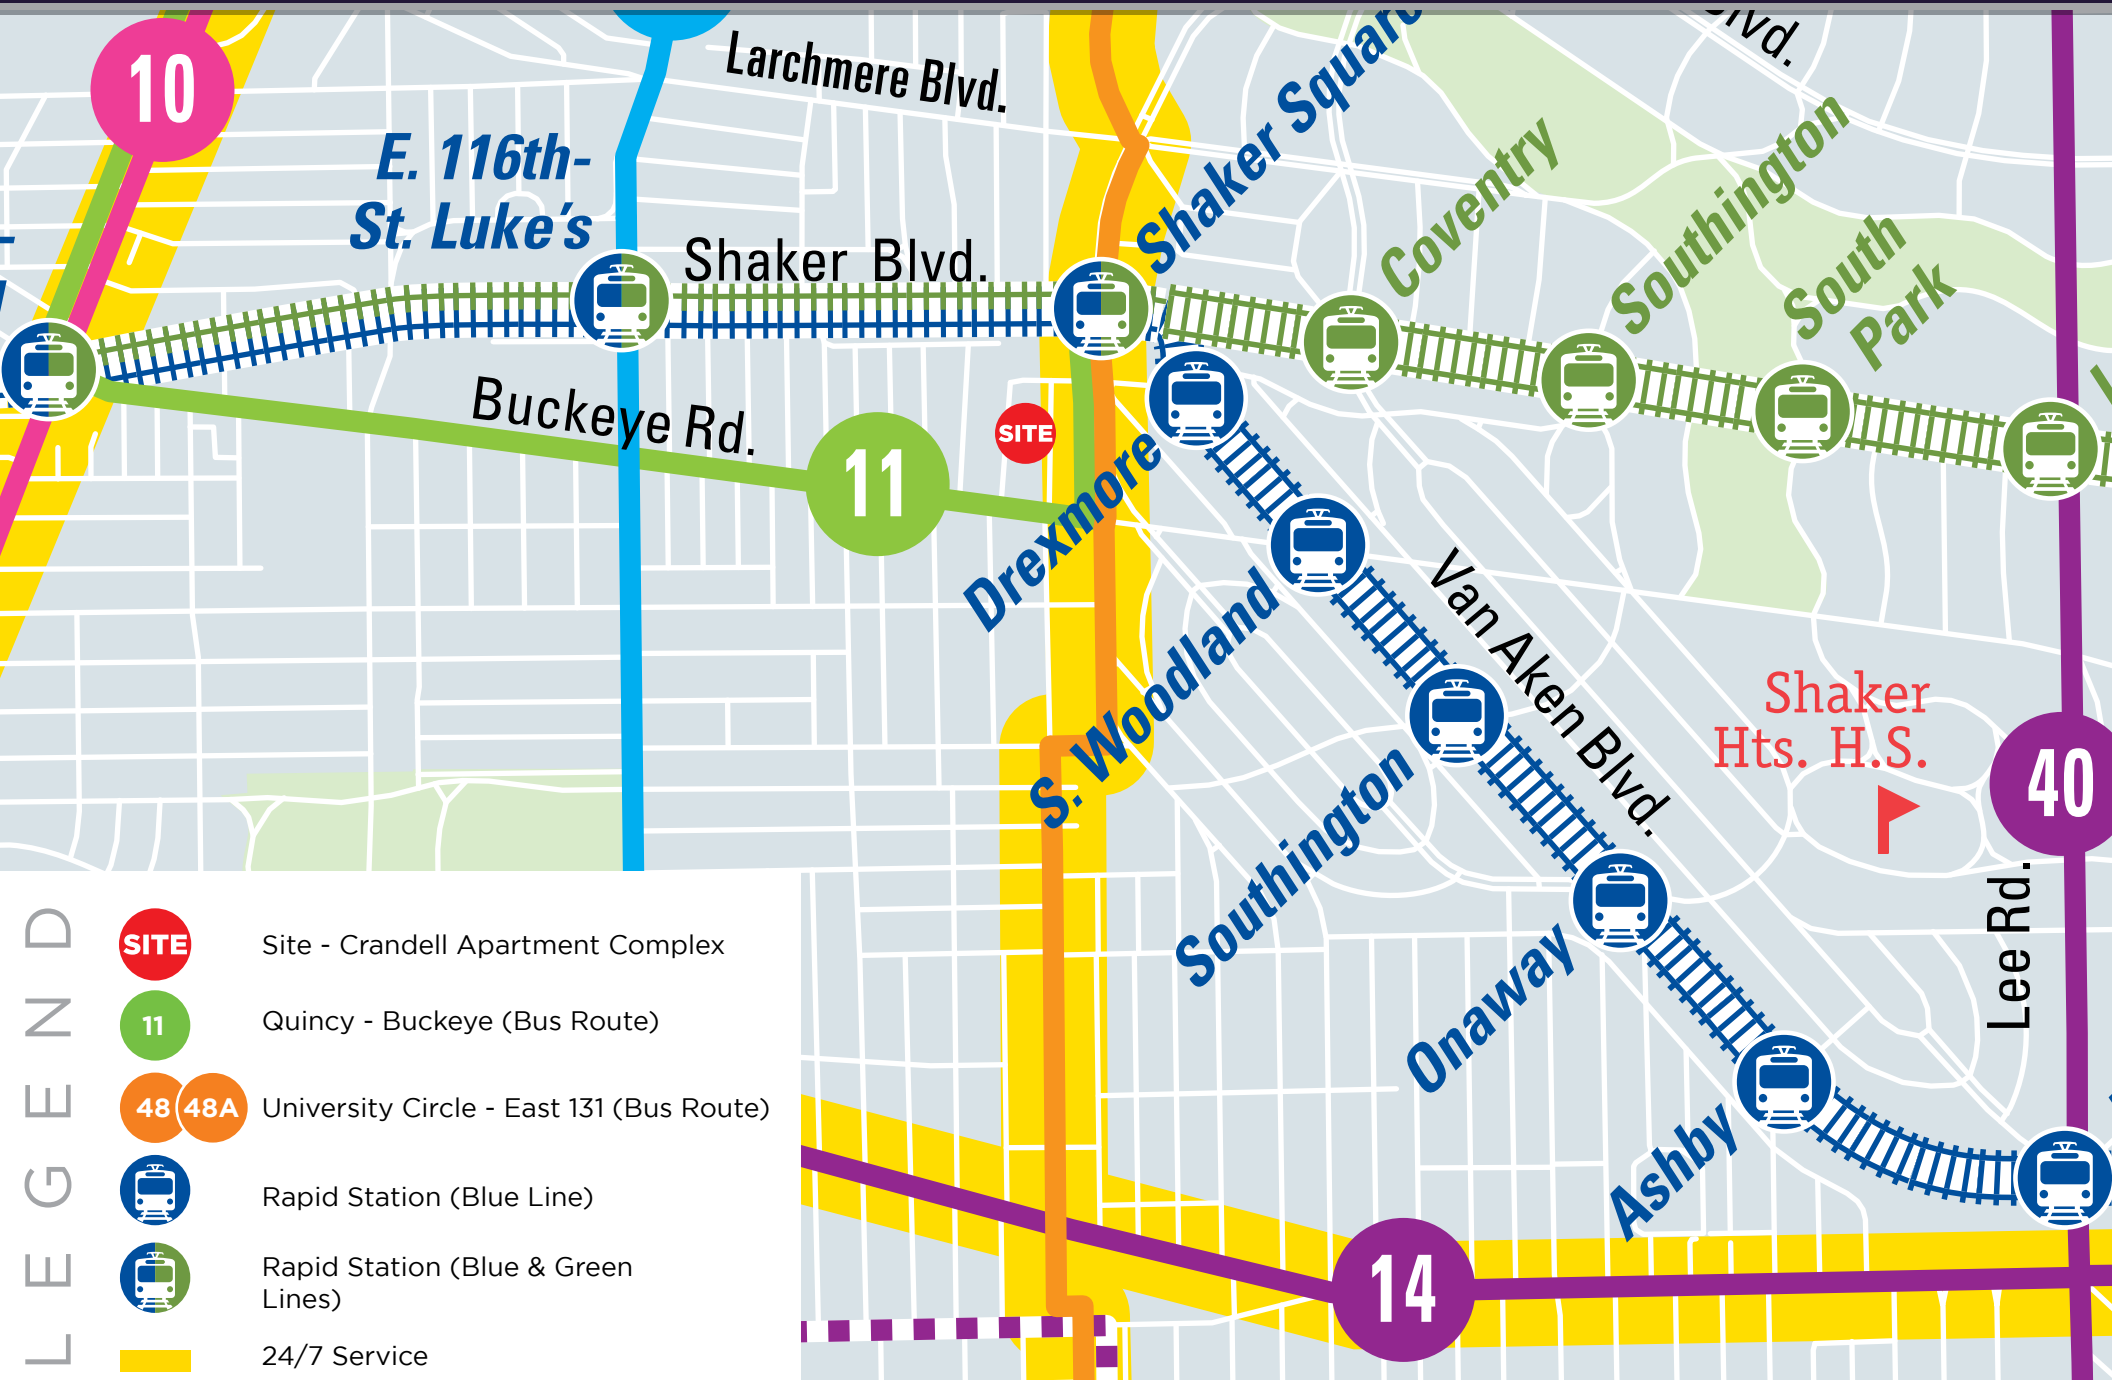 Blvd.
10
Larchmere Blvd.
Shaker Square
E. 116th-
St. Luke's
Coventry
Southington
South
Park
Shaker Blvd.
Buckeye Rd.
SITE
11
Drexmore
S. Woodland
Van Aken Blvd.
Southington
Shaker
Hts. H.S.
40
Onaway
Lee Rd.
Ashby
14
LEGEND
SITE
Site - Crandell Apartment Complex
11
Quincy - Buckeye (Bus Route)
48 48A
University Circle - East 131 (Bus Route)
Rapid Station (Blue Line)
Rapid Station (Blue & Green
Lines)
24/7 Service